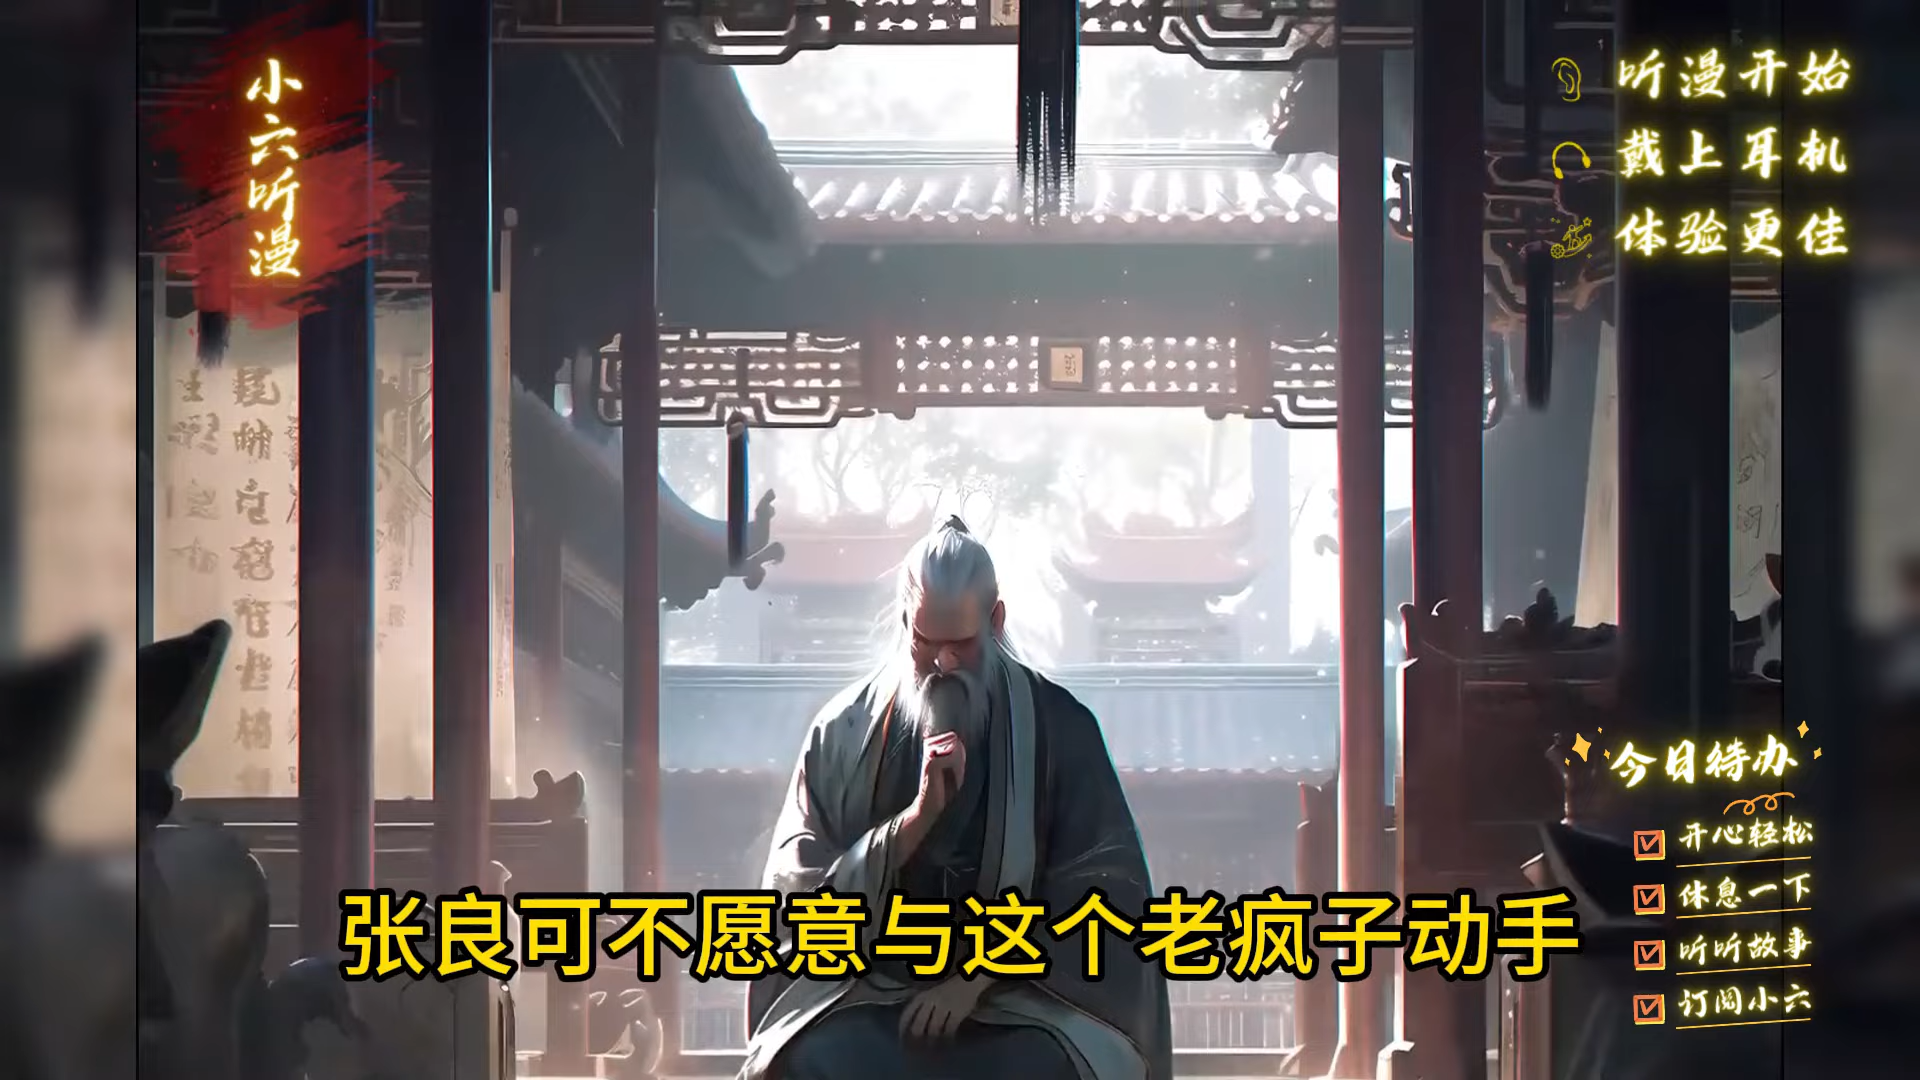 小六听漫
听漫开始
戴上耳机
体验更佳
今日待办
开心轻松
休息一下
听听故事
订阅小六
张良可不愿意与这个老疯子动手